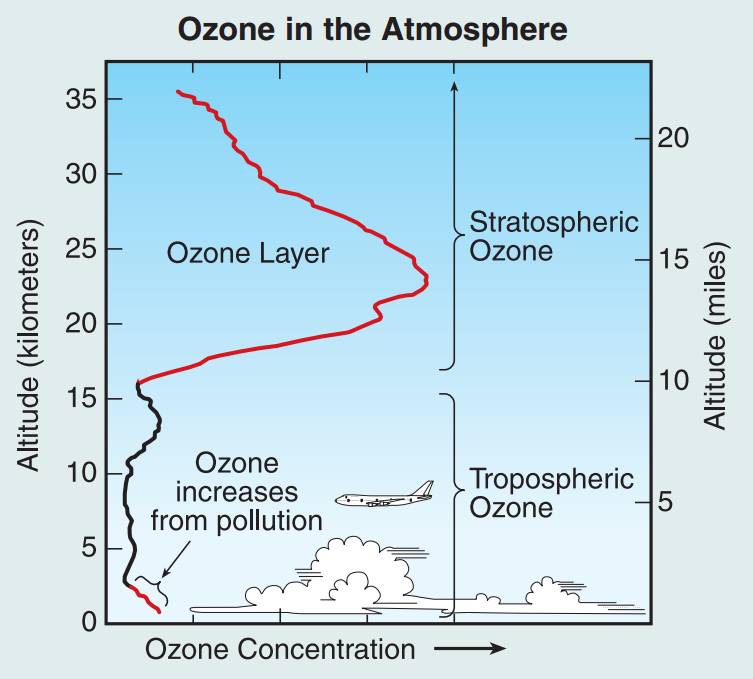 Ozone in the Atmosphere
35
30
25
20
15
10
5
0
Altitude (kilometers)
Ozone Layer
Stratospheric
Ozone
Ozone
increases
from pollution
Tropospheric
Ozone
20
15
10
5
Altitude (miles)
Ozone Concentration